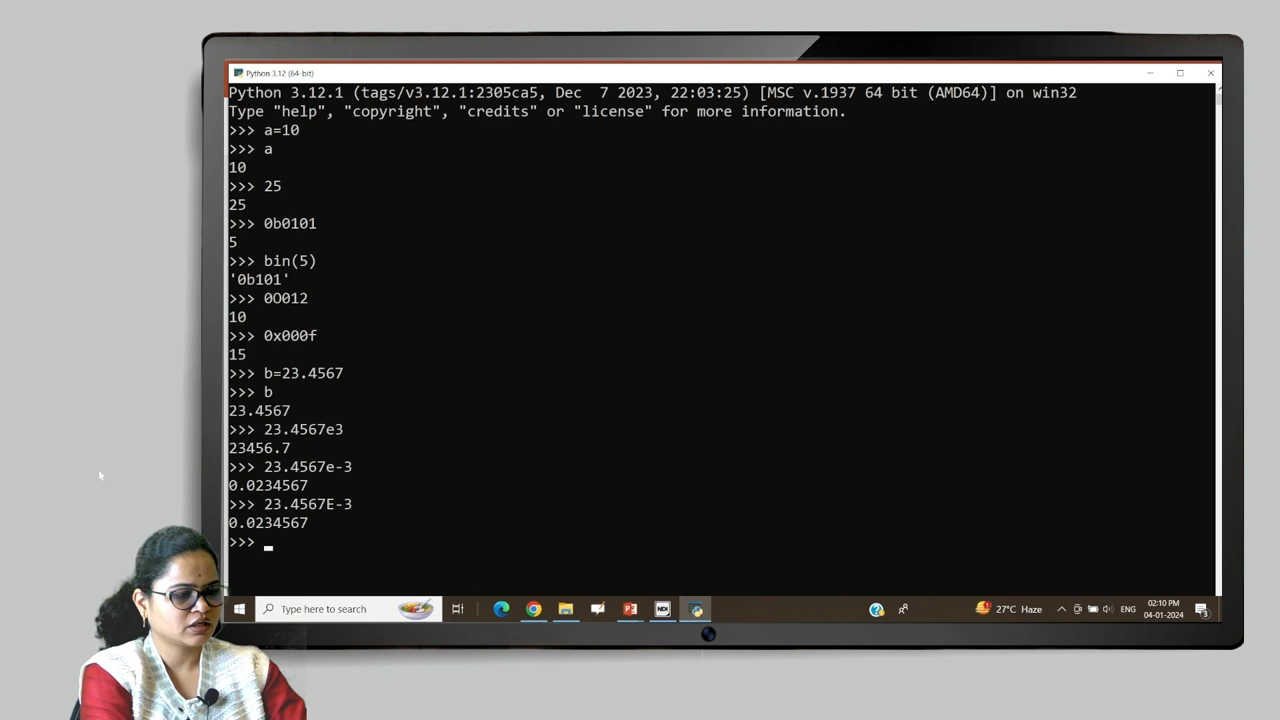 Python 3.12 (64-bit)
Python 3.12.1 (tags/v3.12.1:2305ca5, Dec  7 2023, 22:03:25) [MSC v.1937 64 bit (AMD64)] on win32
Type "help", "copyright", "credits" or "license" for more information.
>>> a=10
>>> a
10
>>> 25
25
>>> 0b0101
5
>>> bin(5)
'0b101'
>>> 0O012
10
>>> 0x000f
15
>>> b=23.4567
>>> b
23.4567
>>> 23.4567e3
23456.7
>>> 23.4567e-3
0.0234567
>>> 23.4567E-3
0.0234567
>>>
Type here to search
NDI
27°C Haze
ENG
02:10 PM
04-01-2024
3